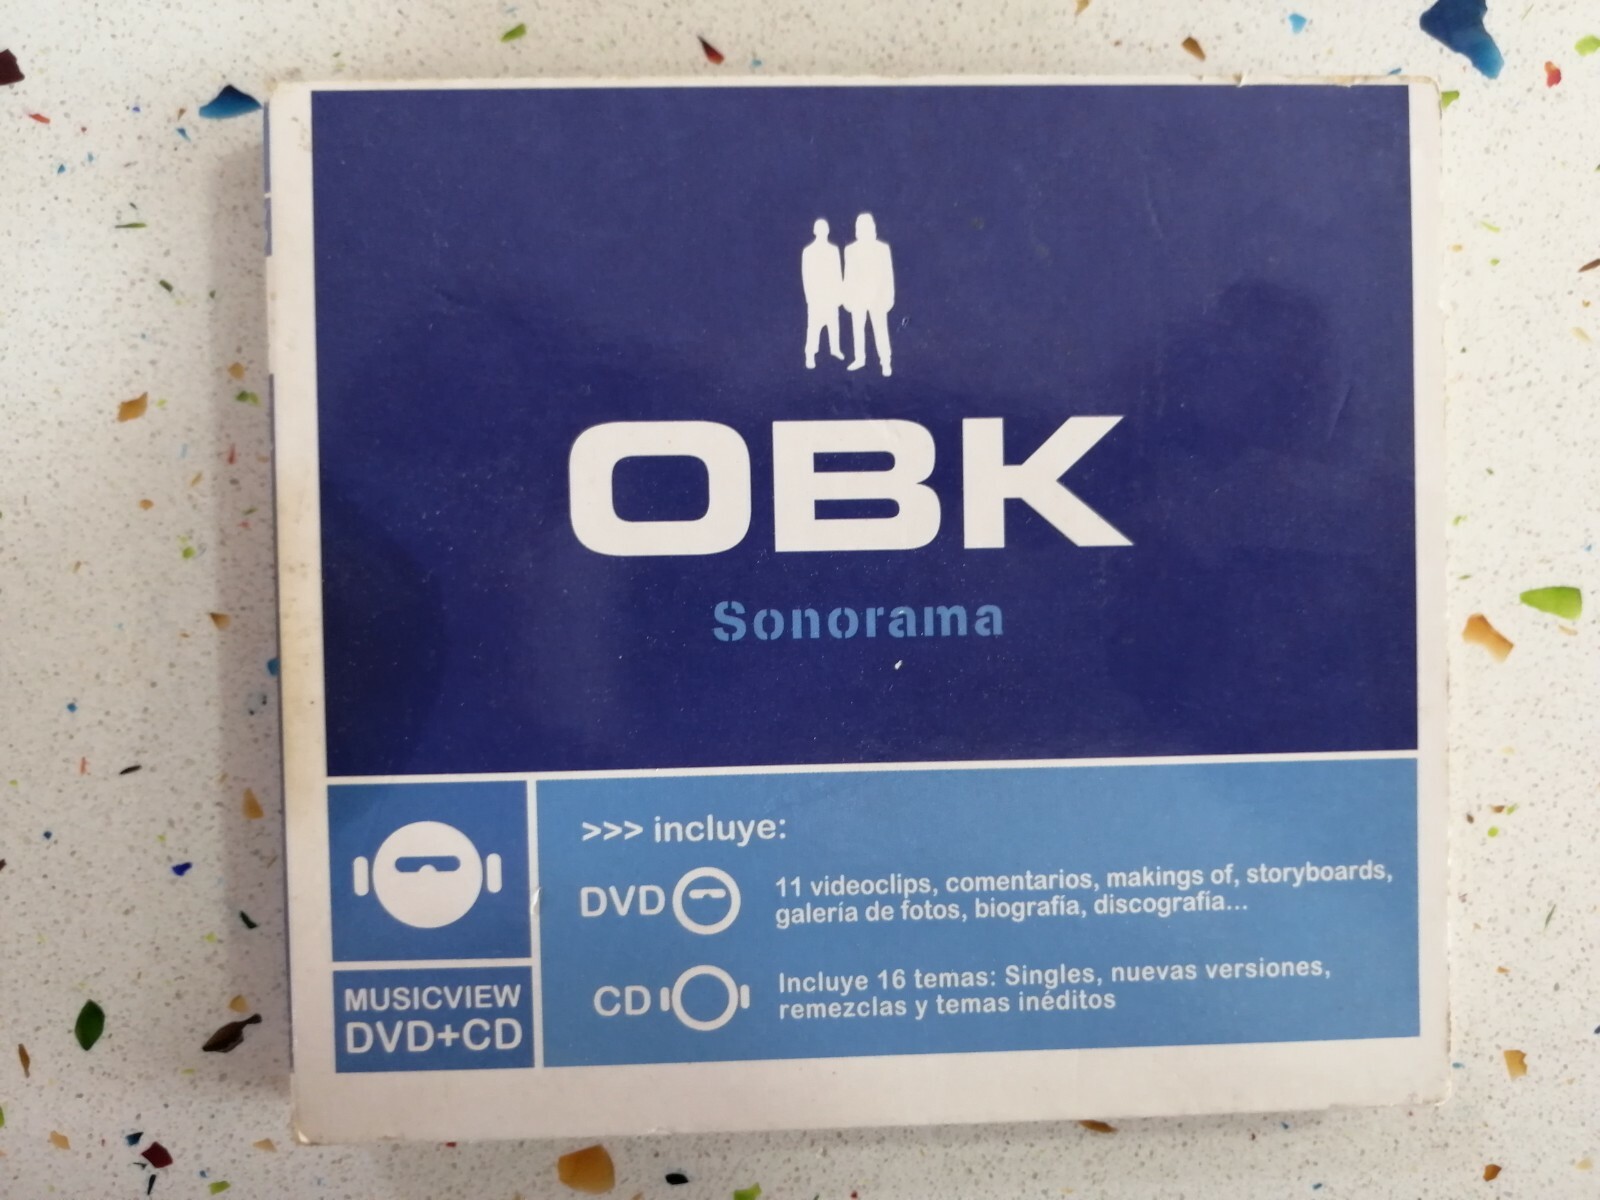 OBK
Sonorama
>>> incluye:
DVD
11 videoclips, comentarios, makings of, storyboards,
galería de fotos, biografía, discografía...
CD
Incluye 16 temas: Singles, nuevas versiones,
remezclas y temas inéditos
MUSICVIEW
DVD+CD